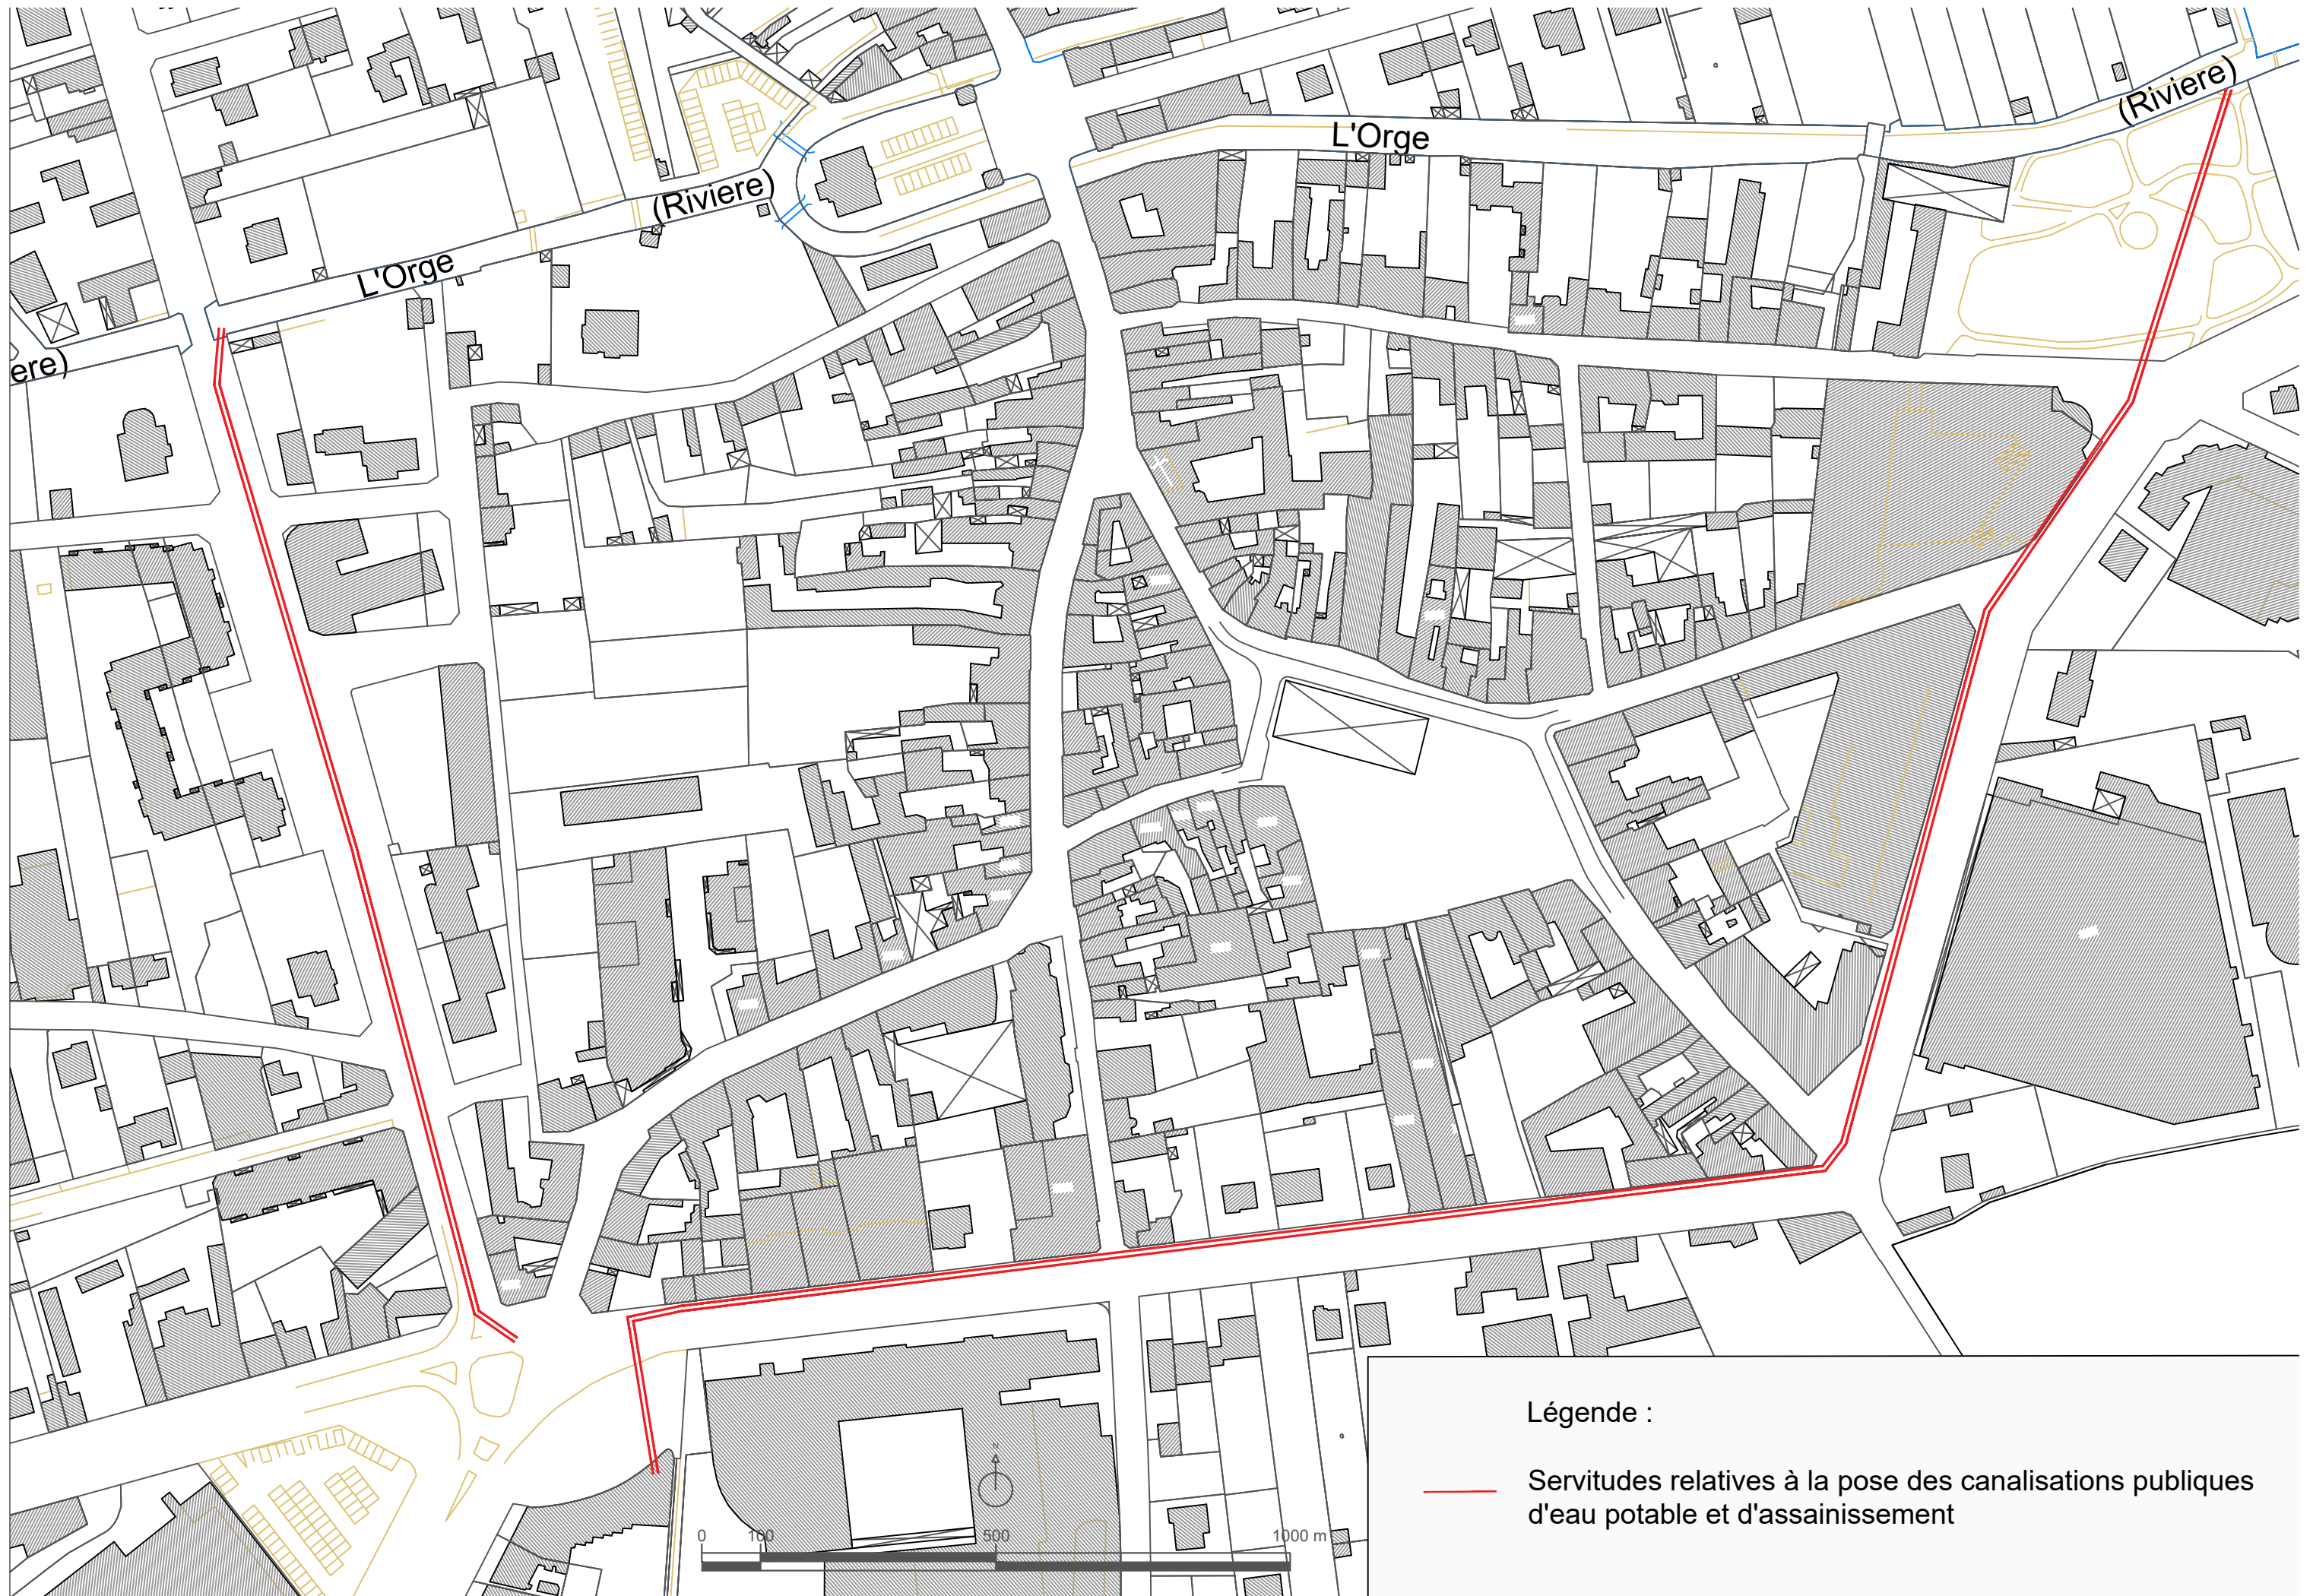 (Riviere)
L'Orge
(Riviere)
L'Orge
ere)
Légende :
Servitudes relatives à la pose des canalisations publiques
d'eau potable et d'assainissement
N
0 100 500 1000 m